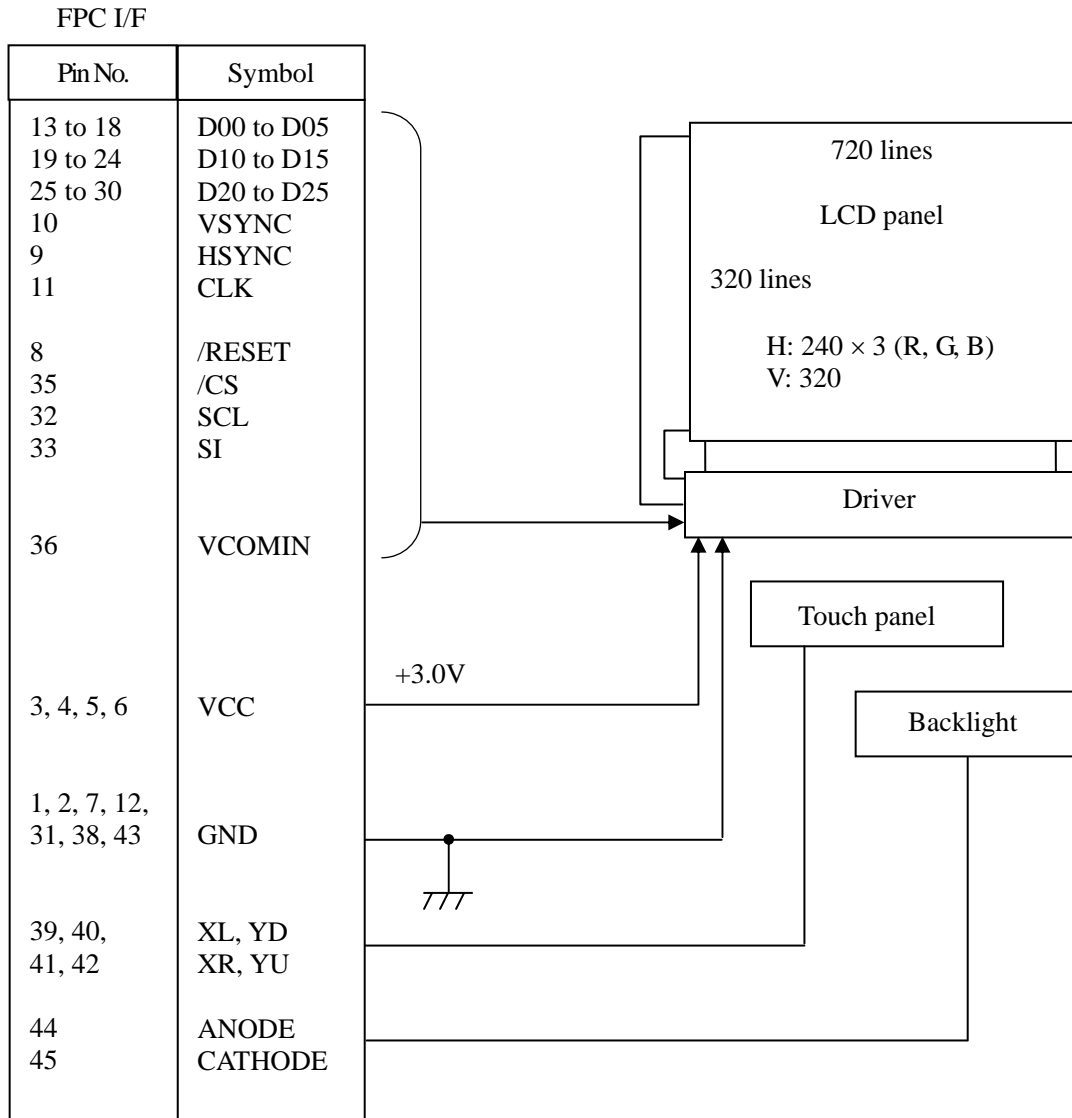 FPC I/F
Pin No. Symbol
13 to 18 D00 to D05
19 to 24 D10 to D15
25 to 30 D20 to D25
10 VSYNC
9 HSYNC
11 CLK
8 /RESET
35 /CS
32 SCL
33 SI
36 VCOMIN
3, 4, 5, 6 VCC
1, 2, 7, 12,
31, 38, 43 GND
39, 40, XL, YD
41, 42 XR, YU
44 ANODE
45 CATHODE
+3.0V
720 lines
LCD panel
320 lines
H: 240 × 3 (R, G, B)
V: 320
Driver
Touch panel
Backlight